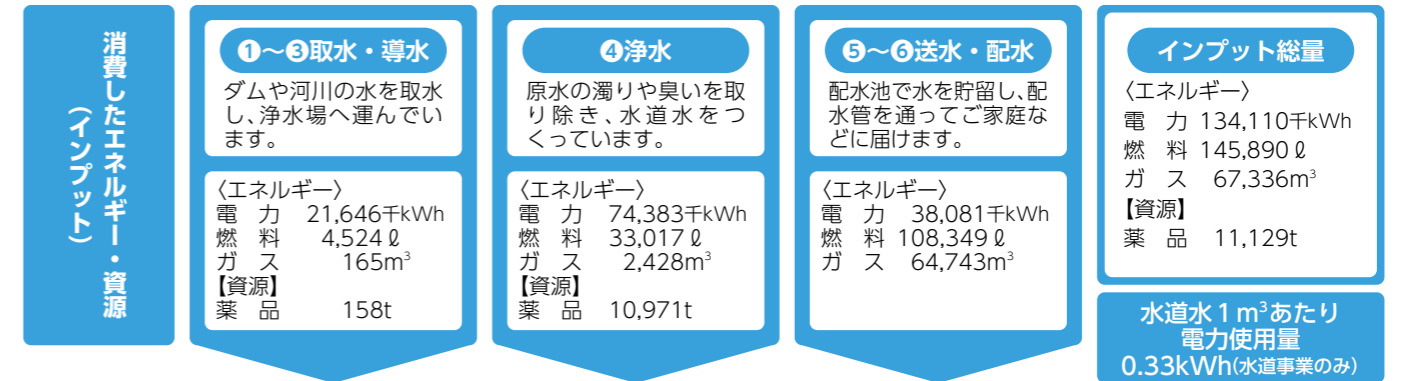 消費したエネルギー・資源
（インプット）
❶～❸取水・導水
ダムや河川の水を取水
し、浄水場へ運んでい
ます。
〈エネルギー〉
電　力　21,646千kWh
燃　料　4,524ℓ
ガ　ス　165m³
【資源】
薬　品　158t
❹浄水
原水の濁りや臭いを取
り除き、水道水をつ
くっています。
〈エネルギー〉
電　力　74,383千kWh
燃　料　33,017ℓ
ガ　ス　2,428m³
【資源】
薬　品　10,971t
❺～❻送水・配水
配水池で水を貯留し、配
水管を通ってご家庭な
どに届けます。
〈エネルギー〉
電　力　38,081千kWh
燃　料　108,349ℓ
ガ　ス　64,743m³
インプット総量
〈エネルギー〉
電　力　134,110千kWh
燃　料　145,890ℓ
ガ　ス　67,336m³
【資源】
薬　品　11,129t
水道水1m³あたり
電力使用量
0.33kWh(水道事業のみ)